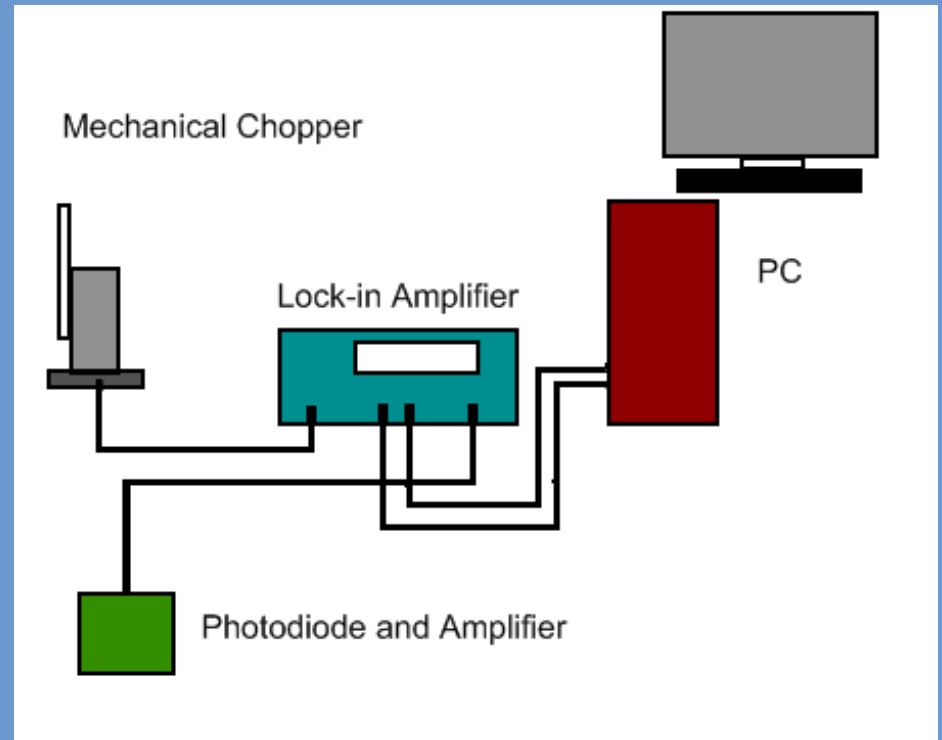 Mechanical Chopper
PC
Lock-in Amplifier
Photodiode and Amplifier